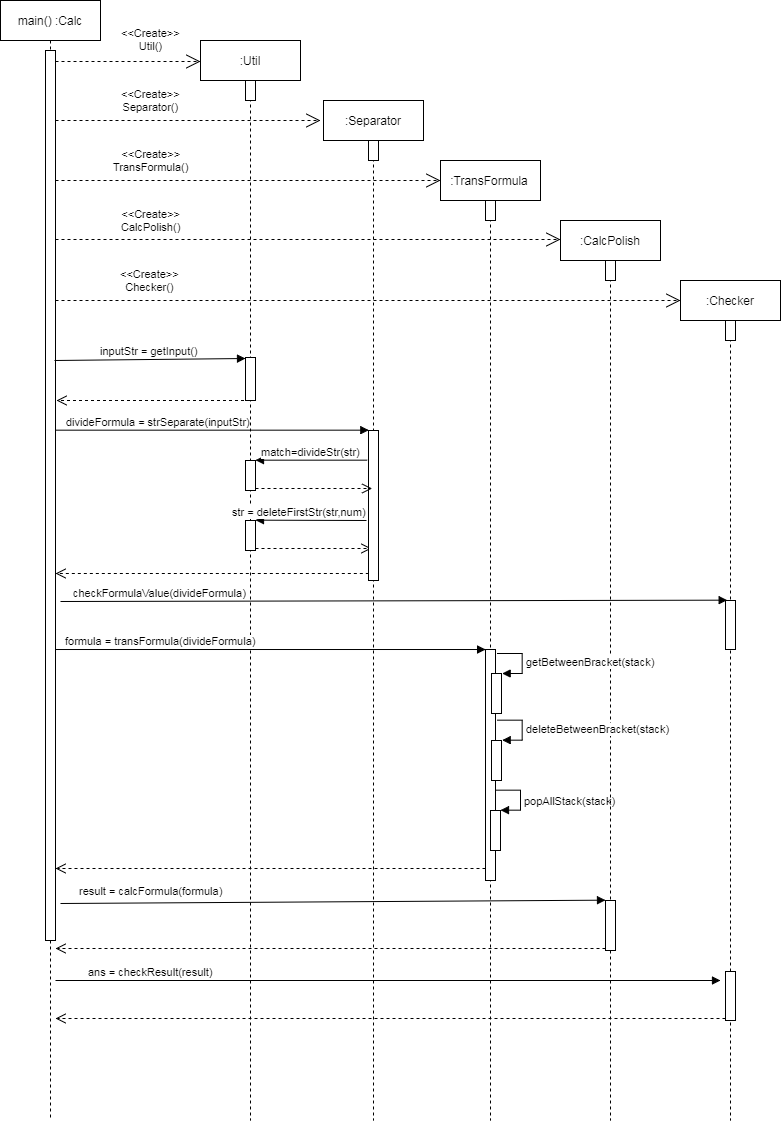 main() :Calc
<<Create>>
Util()
:Util
<<Create>>
Separator()
:Separator
<<Create>>
TransFormula()
:TransFormula
<<Create>>
CalcPolish()
:CalcPolish
<<Create>>
Checker()
:Checker
inputStr = getInput()
divideFormula = strSeparate(inputStr)
match=divideStr(str)
str = deleteFirstStr(str,num)
checkFormulaValue(divideFormula)
formula = transFormula(divideFormula)
getBetweenBracket(stack)
deleteBetweenBracket(stack)
popAllStack(stack)
result = calcFormula(formula)
ans = checkResult(result)